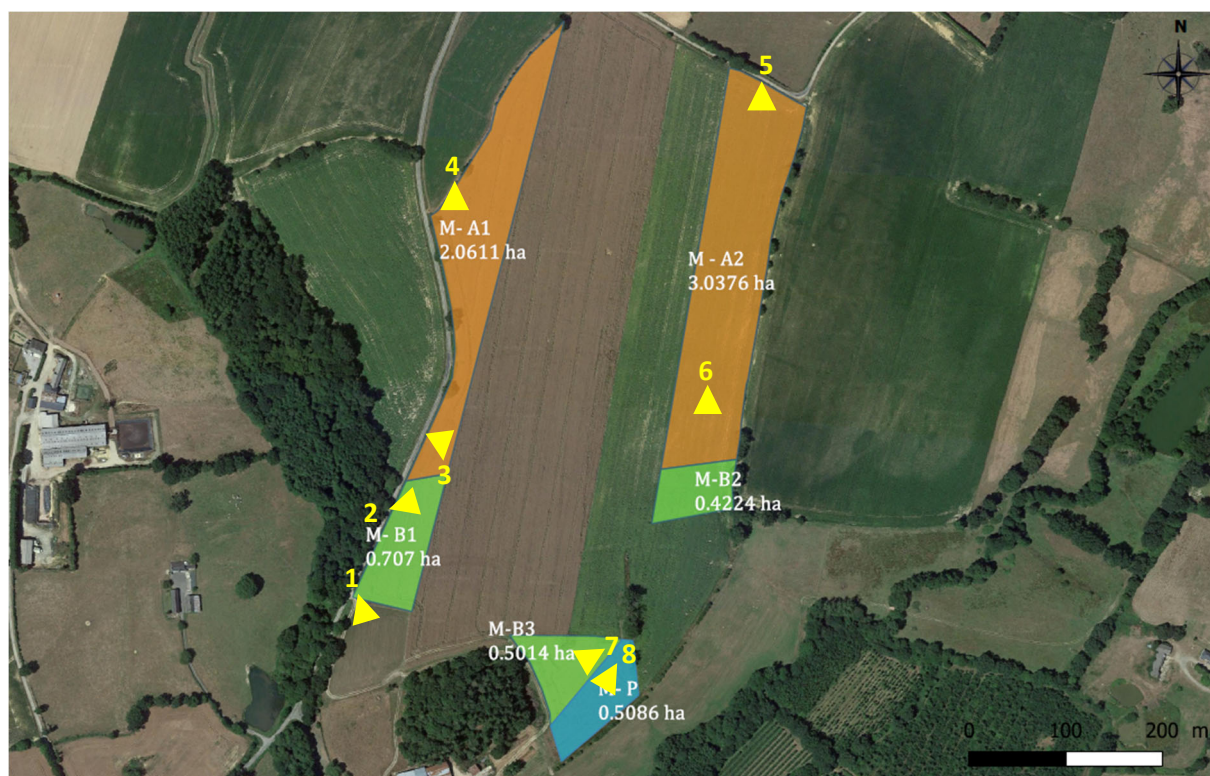 N
5
4
M- A1
2.0611 ha
M - A2
3.0376 ha
6
3
M-B2
0.4224 ha
2
M- B1
0.707 ha
1
M-B3
0.5014 ha
7
8
M- P
0.5086 ha
0 100 200 m